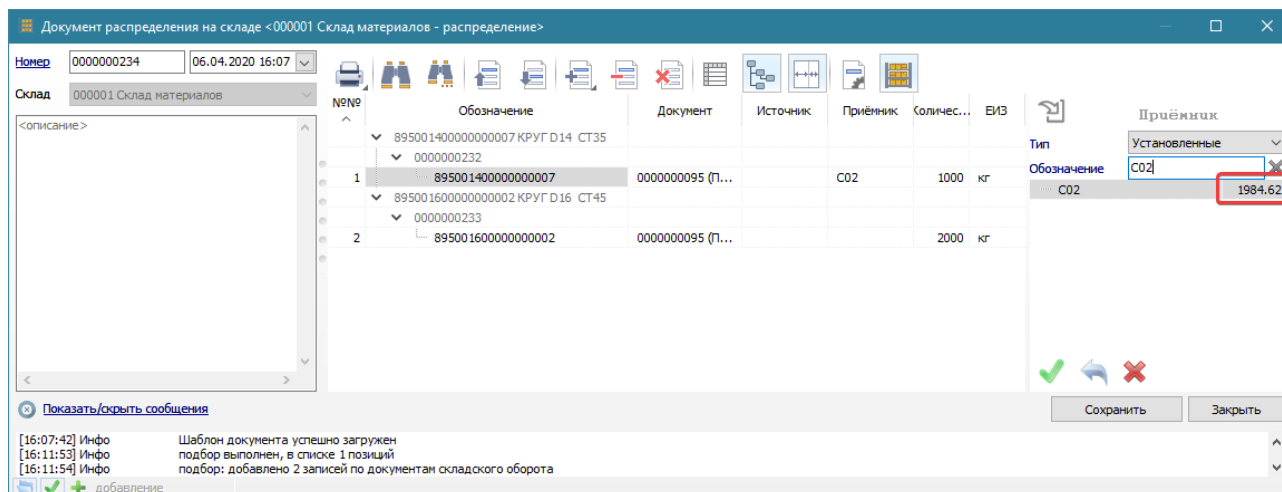 Документ распределения на складе <000001 Склад материалов - распределение>
Номер 0000000234 06.04.2020 16:07
Склад 000001 Склад материалов
<описание>
№№ Обозначение Документ Источник Приёмник Количес... ЕИЗ
895001400000000007 КРУГ D14 СТ35
0000000232
1 895001400000000007 0000000095 (П... С02 1000 кг
895001600000000002 КРУГ D16 СТ45
0000000233
2 895001600000000002 0000000095 (П... 2000 кг
Приёмник
Тип Установленные
Обозначение С02
С02 1984.62
Показать/скрыть сообщения
Сохранить Закрыть
[16:07:42] Инфо Шаблон документа успешно загружен
[16:11:53] Инфо подбор выполнен, в списке 1 позиций
[16:11:54] Инфо подбор: добавлено 2 записей по документам складского оборота
добавление